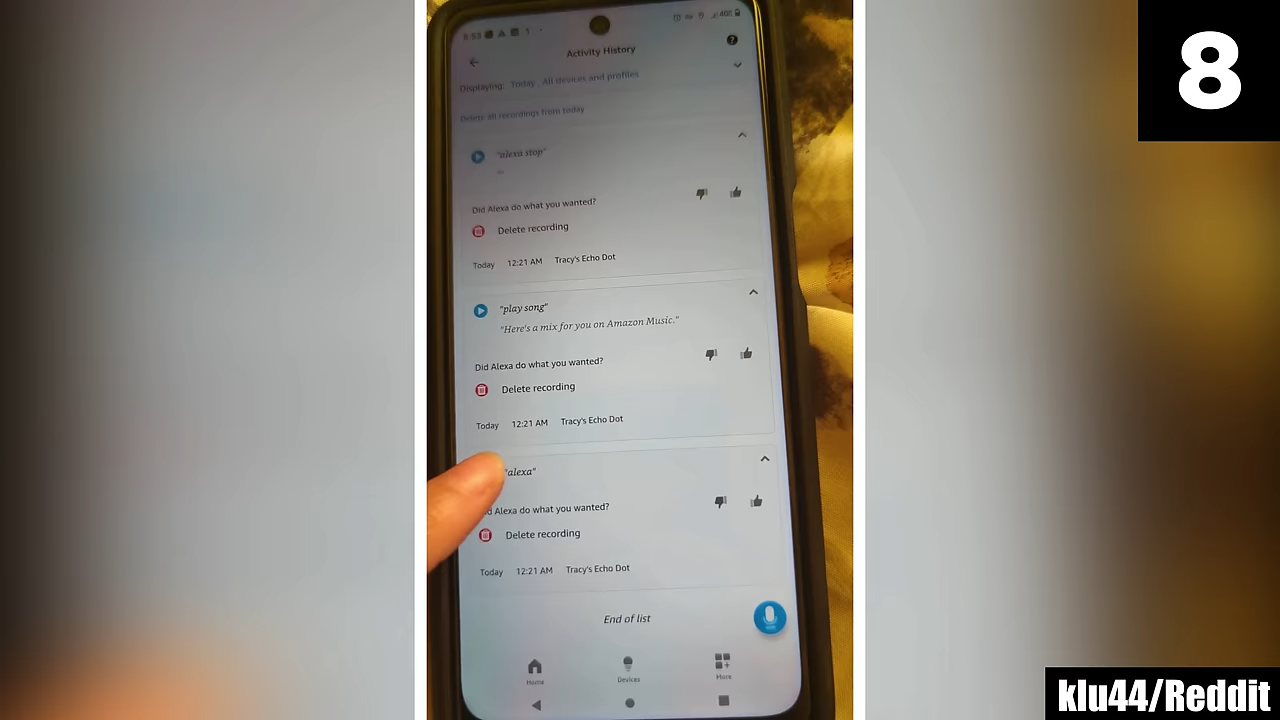 8
8:53
4G
Activity History
Displaying: Today, All devices and profiles
Delete all recordings from today
"alexa stop"
Did Alexa do what you wanted?
Delete recording
Today 12:21 AM Tracy's Echo Dot
"play song"
"Here's a mix for you on Amazon Music."
Did Alexa do what you wanted?
Delete recording
Today 12:21 AM Tracy's Echo Dot
"alexa"
d Alexa do what you wanted?
Delete recording
Today 12:21 AM Tracy's Echo Dot
End of list
Home Devices More
klu44/Reddit